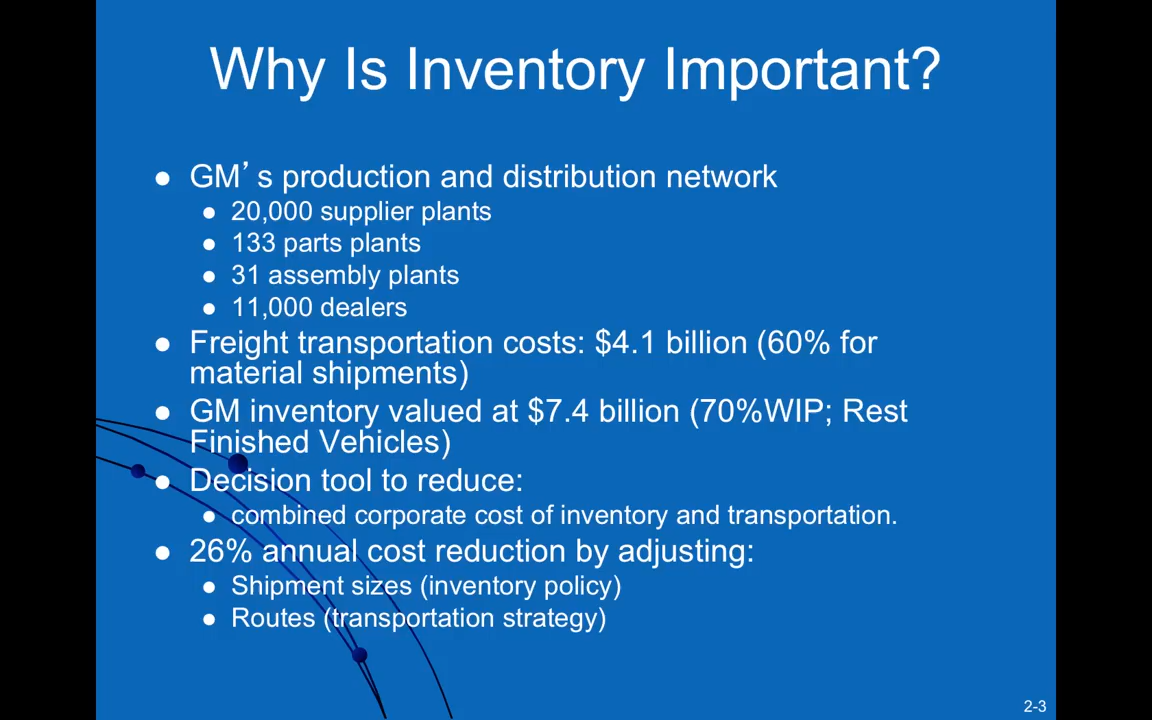 Why Is Inventory Important?
● GM’s production and distribution network
● 20,000 supplier plants
● 133 parts plants
● 31 assembly plants
● 11,000 dealers
● Freight transportation costs: $4.1 billion (60% for
material shipments)
● GM inventory valued at $7.4 billion (70%WIP; Rest
Finished Vehicles)
● Decision tool to reduce:
● combined corporate cost of inventory and transportation.
● 26% annual cost reduction by adjusting:
● Shipment sizes (inventory policy)
● Routes (transportation strategy)
2-3